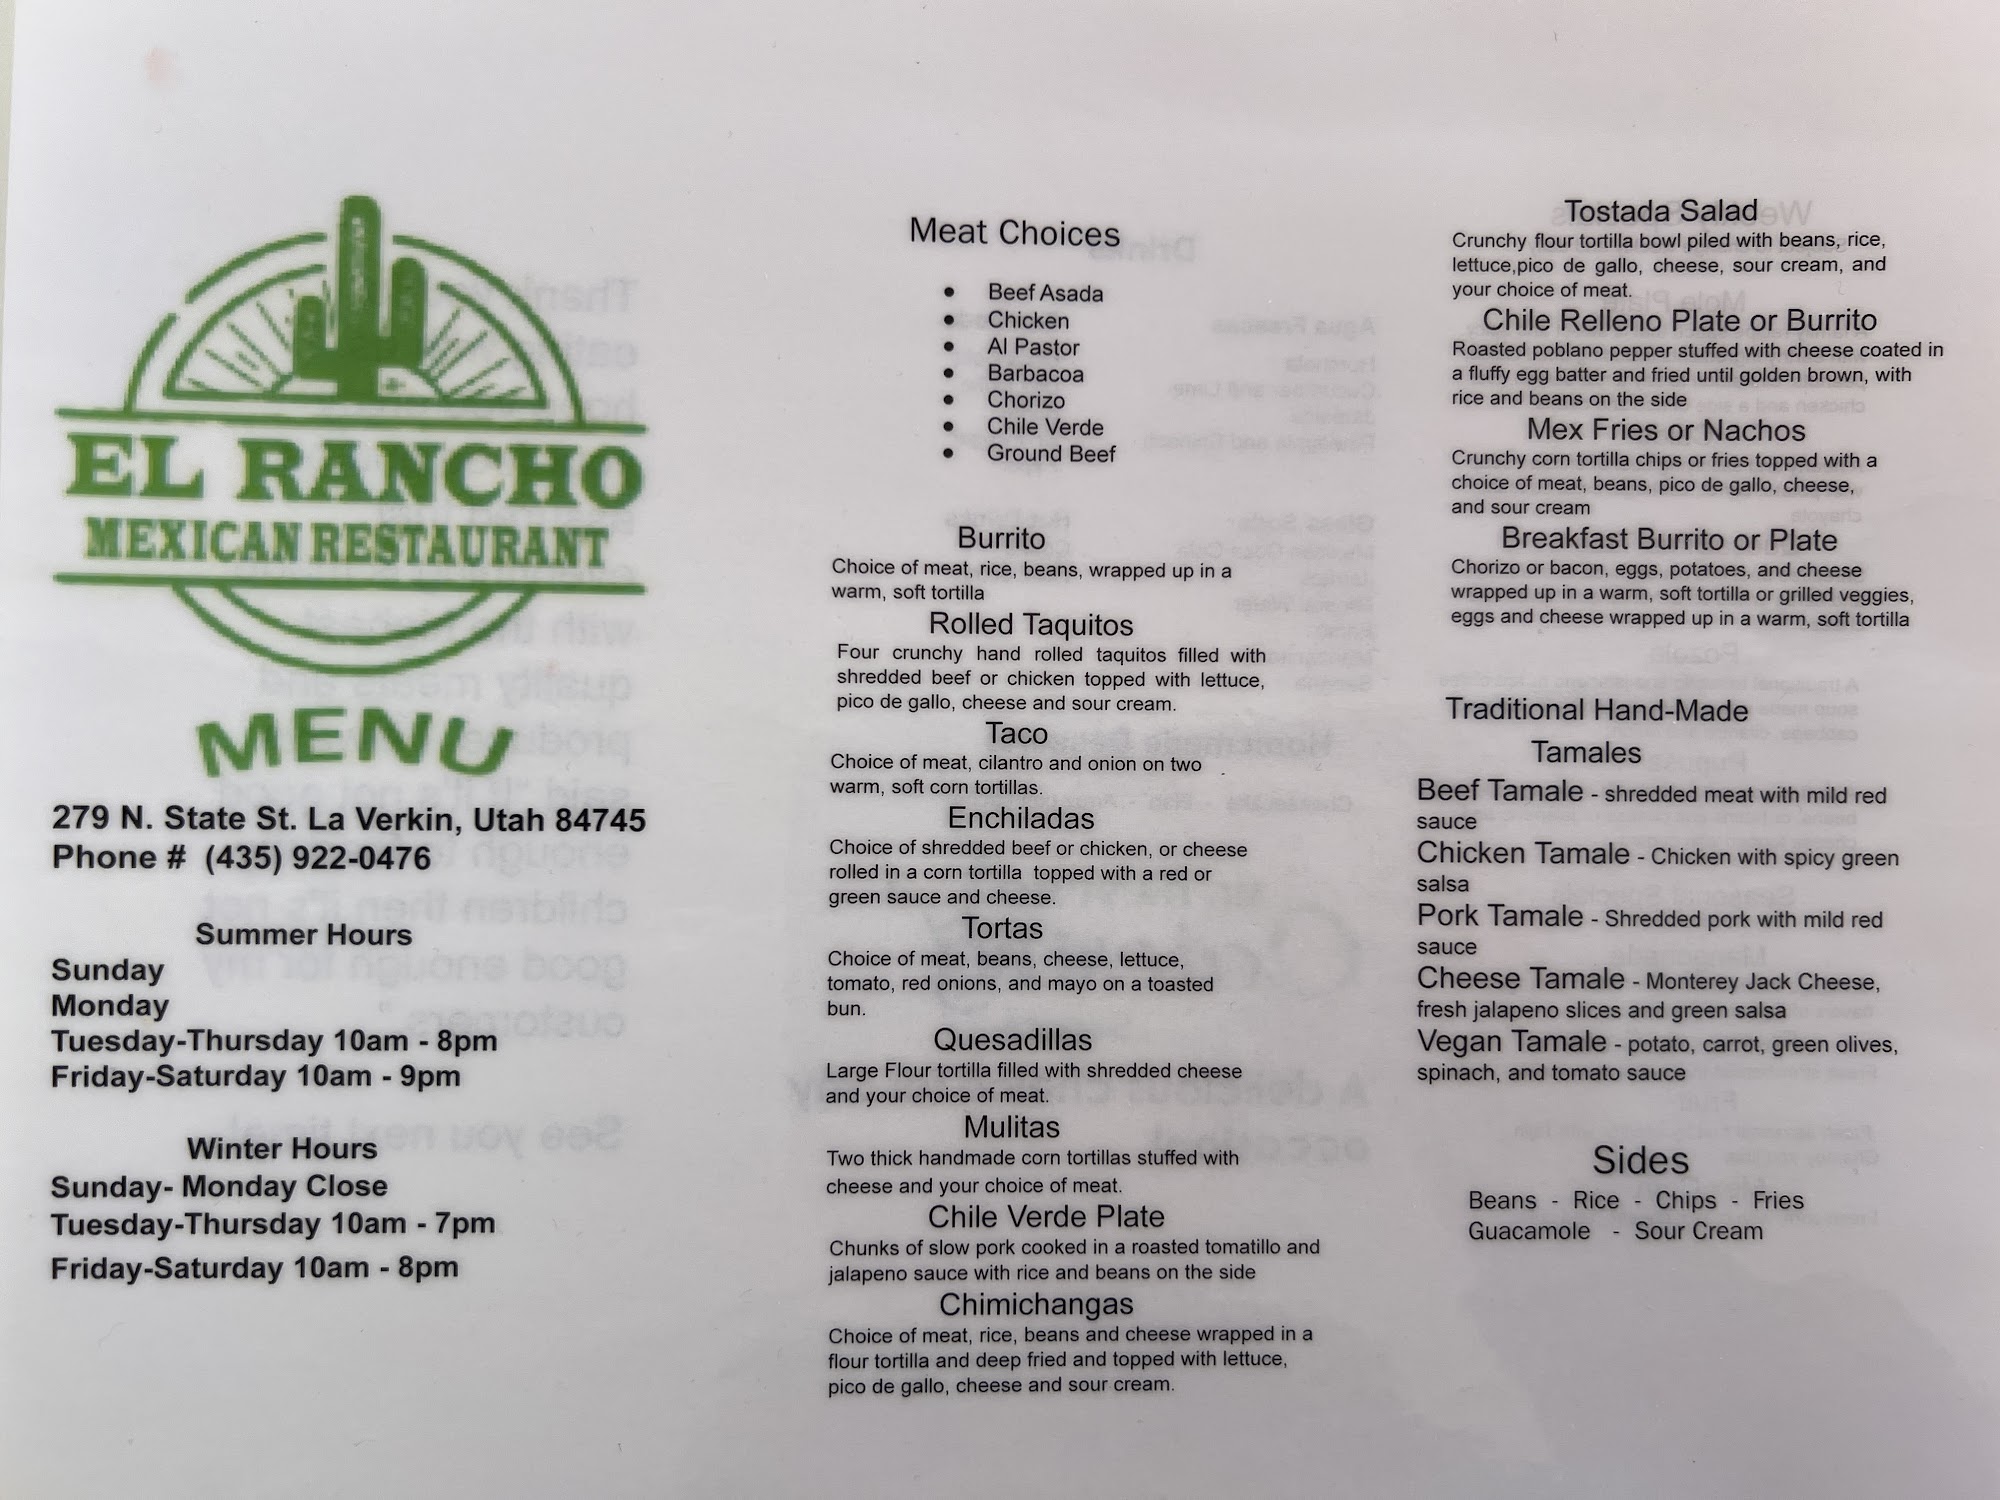 EL RANCHO
MEXICAN RESTAURANT
MENU
279 N. State St. La Verkin, Utah 84745
Phone # (435) 922-0476
Summer Hours
Sunday
Monday
Tuesday-Thursday 10am - 8pm
Friday-Saturday 10am - 9pm
Winter Hours
Sunday- Monday Close
Tuesday-Thursday 10am - 7pm
Friday-Saturday 10am - 8pm
Meat Choices
• Beef Asada
• Chicken
• Al Pastor
• Barbacoa
• Chorizo
• Chile Verde
• Ground Beef
Burrito
Choice of meat, rice, beans, wrapped up in a
warm, soft tortilla
Rolled Taquitos
Four crunchy hand rolled taquitos filled with
shredded beef or chicken topped with lettuce,
pico de gallo, cheese and sour cream.
Taco
Choice of meat, cilantro and onion on two
warm, soft corn tortillas.
Enchiladas
Choice of shredded beef or chicken, or cheese
rolled in a corn tortilla topped with a red or
green sauce and cheese.
Tortas
Choice of meat, beans, cheese, lettuce,
tomato, red onions, and mayo on a toasted
bun.
Quesadillas
Large Flour tortilla filled with shredded cheese
and your choice of meat.
Mulitas
Two thick handmade corn tortillas stuffed with
cheese and your choice of meat.
Chile Verde Plate
Chunks of slow pork cooked in a roasted tomatillo and
jalapeno sauce with rice and beans on the side
Chimichangas
Choice of meat, rice, beans and cheese wrapped in a
flour tortilla and deep fried and topped with lettuce,
pico de gallo, cheese and sour cream.
Tostada Salad
Crunchy flour tortilla bowl piled with beans, rice,
lettuce,pico de gallo, cheese, sour cream, and
your choice of meat.
Chile Relleno Plate or Burrito
Roasted poblano pepper stuffed with cheese coated in
a fluffy egg batter and fried until golden brown, with
rice and beans on the side
Mex Fries or Nachos
Crunchy corn tortilla chips or fries topped with a
choice of meat, beans, pico de gallo, cheese,
and sour cream
Breakfast Burrito or Plate
Chorizo or bacon, eggs, potatoes, and cheese
wrapped up in a warm, soft tortilla or grilled veggies,
eggs and cheese wrapped up in a warm, soft tortilla
Traditional Hand-Made
Tamales
Beef Tamale - shredded meat with mild red
sauce
Chicken Tamale - Chicken with spicy green
salsa
Pork Tamale - Shredded pork with mild red
sauce
Cheese Tamale - Monterey Jack Cheese,
fresh jalapeno slices and green salsa
Vegan Tamale - potato, carrot, green olives,
spinach, and tomato sauce
Sides
Beans - Rice - Chips - Fries
Guacamole - Sour Cream